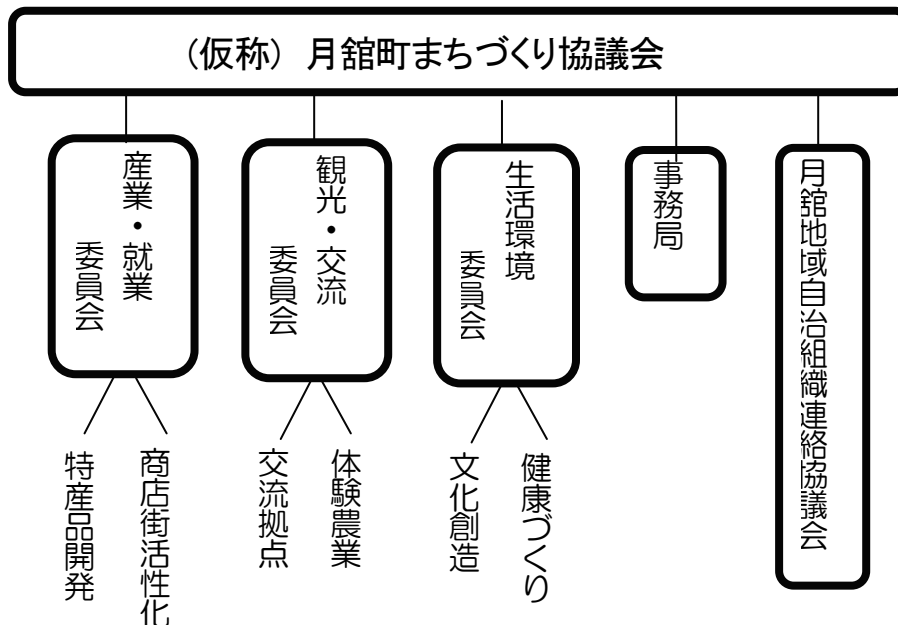 (仮称) 月舘町まちづくり協議会
産業・就業
委員会
観光・交流
委員会
生活環境
委員会
事務局
月舘地域自治組織連絡協議会
特産品開発
商店街活性化
交流拠点
体験農業
文化創造
健康づくり